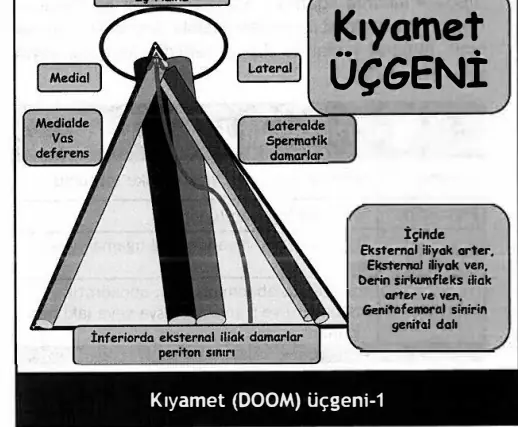 Kıyamet
ÜÇGENİ
Medial
Lateral
Medialde
Vas
deferens
Lateralde
Spermatik
damarlar
İçinde
Eksternal iliyak arter,
Eksternal iliyak ven,
Derin sirkumfleks iliak
arter ve ven,
Genitofemoral sinirin
genital dalı
İnferiorda eksternal iliak damarlar
periton sınırı
Kıyamet (DOOM) üçgeni-1